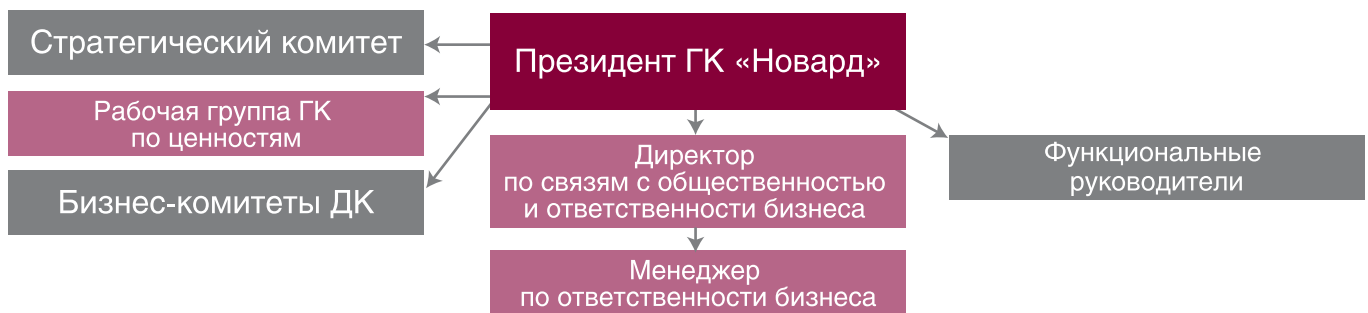 Стратегический комитет
Президент ГК «Новард»
Рабочая группа ГК
по ценностям
Бизнес-комитеты ДК
Директор
по связям с общественностью
и ответственности бизнеса
Функциональные
руководители
Менеджер
по ответственности бизнеса